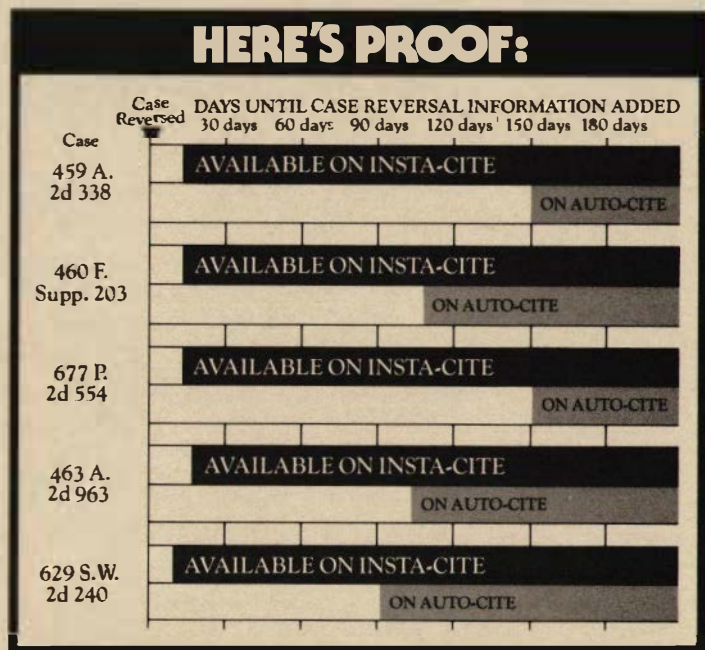 HERE'S PROOF:
Case Reversed
DAYS UNTIL CASE REVERSAL INFORMATION ADDED
30 days 60 days 90 days 120 days 150 days 180 days
Case
459 A.
2d 338
AVAILABLE ON INSTA-CITE
ON AUTO-CITE
460 F.
Supp. 203
AVAILABLE ON INSTA-CITE
ON AUTO-CITE
677 P.
2d 554
AVAILABLE ON INSTA-CITE
ON AUTO-CITE
463 A.
2d 963
AVAILABLE ON INSTA-CITE
ON AUTO-CITE
629 S.W.
2d 240
AVAILABLE ON INSTA-CITE
ON AUTO-CITE